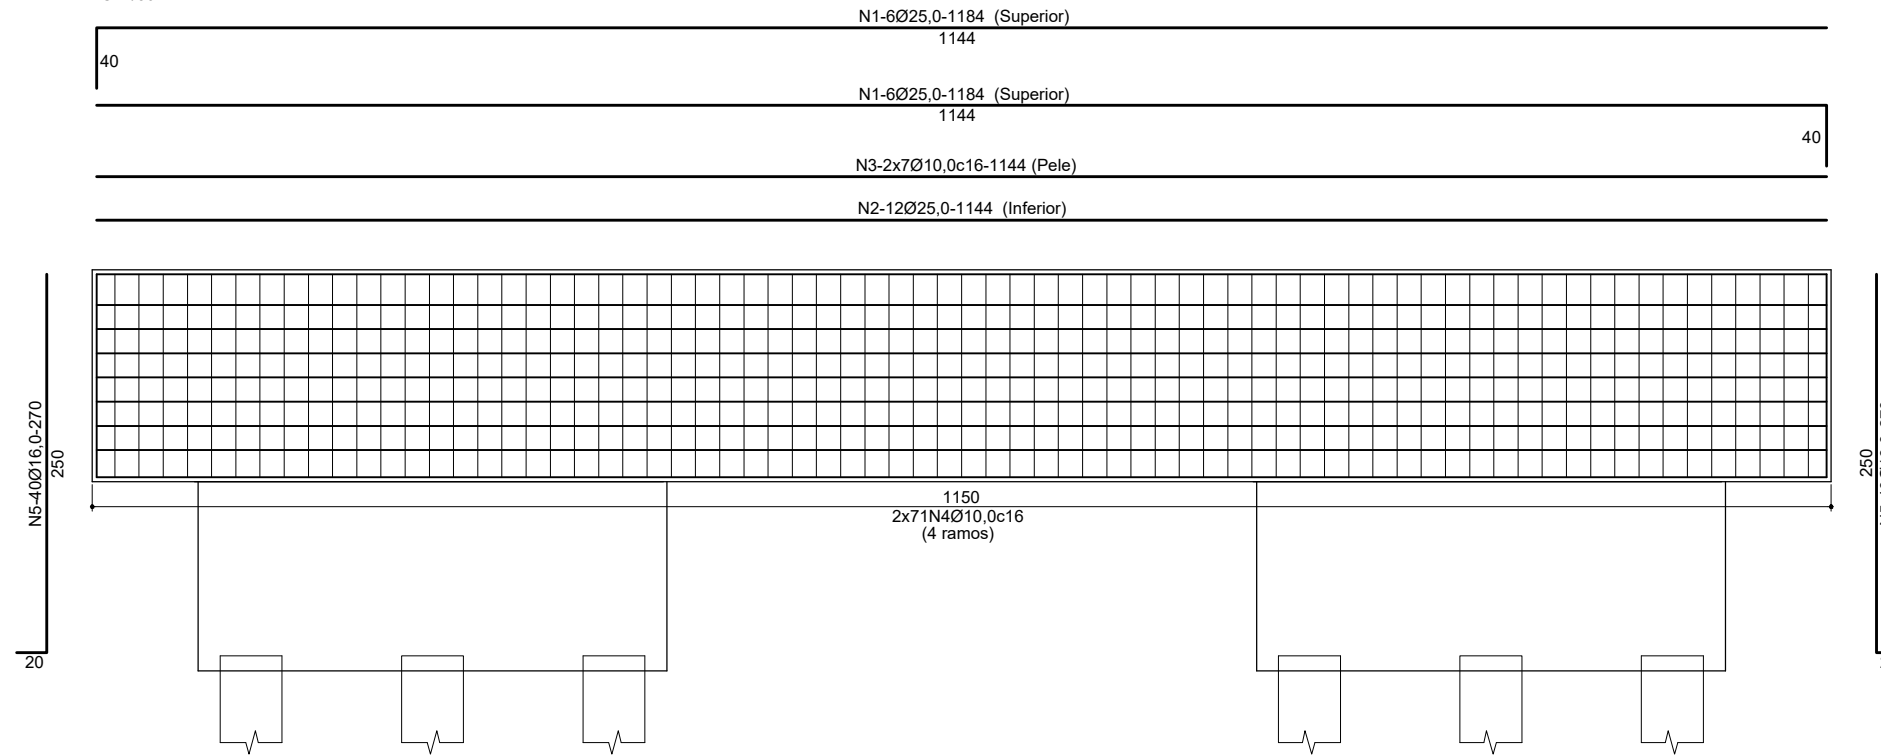 N1-6Ø25,0-1184 (Superior)
1144
40
N1-6Ø25,0-1184 (Superior)
1144
40
N3-2x7Ø10,0c16-1144 (Pele)
N2-12Ø25,0-1144 (Inferior)
N5-40Ø16,0-270
250
20
1150
2x71N4Ø10,0c16
(4 ramos)
250